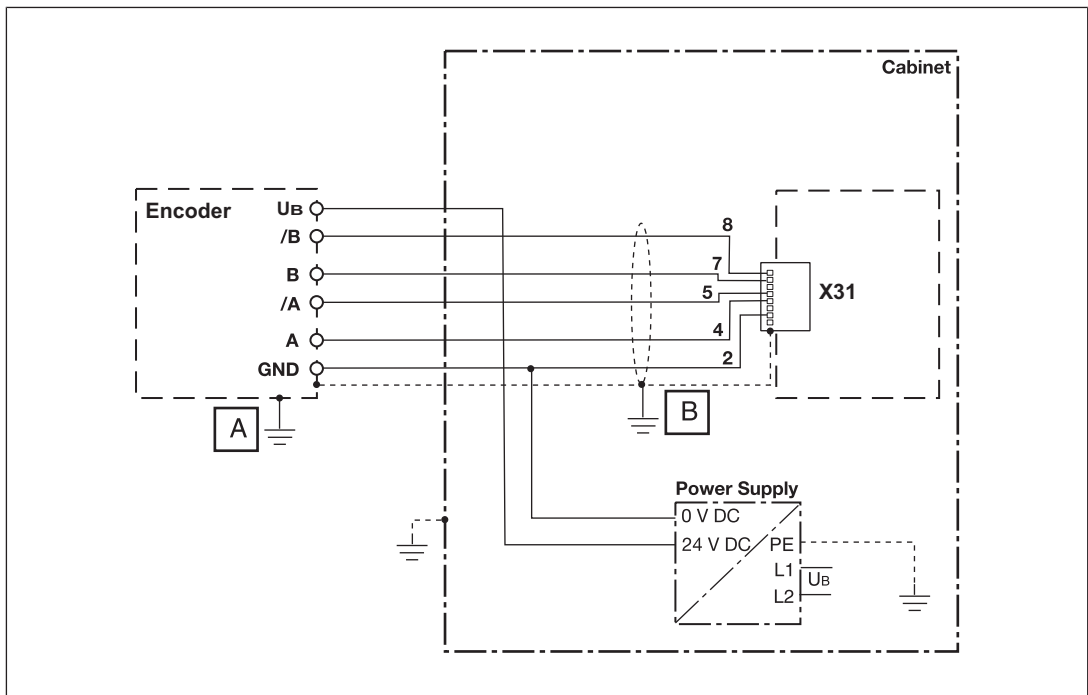 Cabinet
Encoder
UB
/B
B
/A
A
GND
8
7
5
4
2
X31
A
B
Power Supply
0 V DC
24 V DC
PE
L1
UB
L2